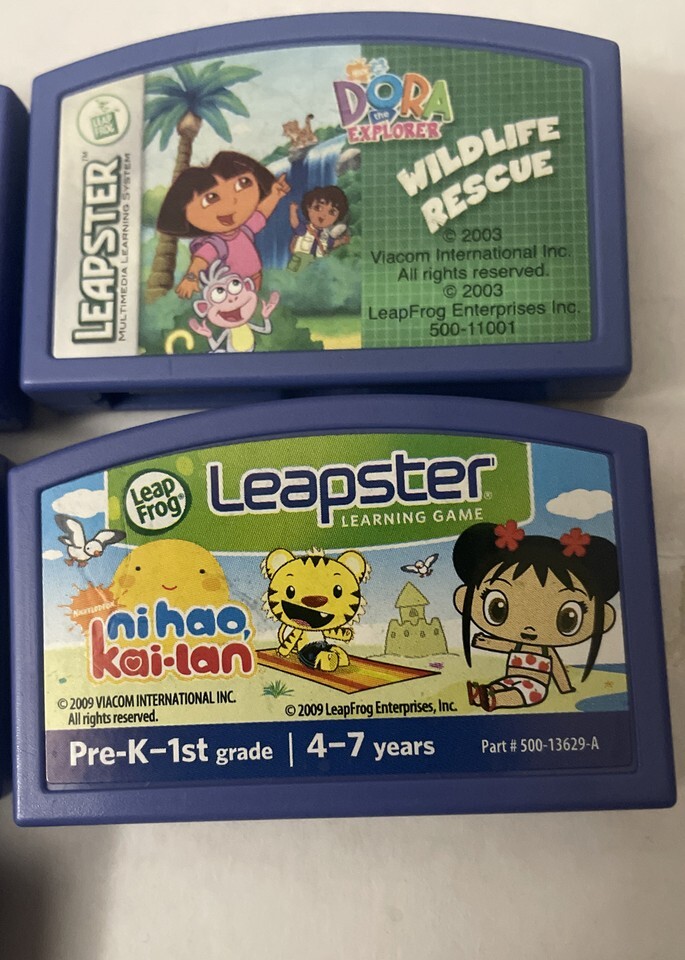 LEAP
FROG
LEAPSTER™
MULTIMEDIA LEARNING SYSTEM
DORA
the
EXPLORER
WILDLIFE
RESCUE
© 2003
Viacom International Inc.
All rights reserved.
© 2003
LeapFrog Enterprises Inc.
500-11001
Leap
Frog®
Leapster®
LEARNING GAME
NICKELODEON
ni hao,
kai-lan
© 2009 VIACOM INTERNATIONAL INC.
All rights reserved.
© 2009 LeapFrog Enterprises, Inc.
Pre-K–1st grade | 4–7 years
Part # 500-13629-A